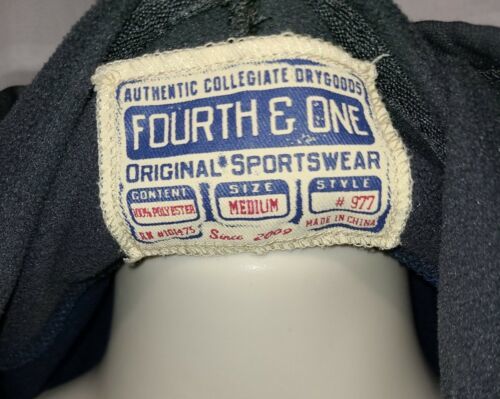 AUTHENTIC COLLEGIATE DRYGOODS
FOURTH & ONE
ORIGINAL*SPORTSWEAR
CONTENT SIZE STYLE
100% POLYESTER MEDIUM # 977
RN #101475 Since 2009 MADE IN CHINA